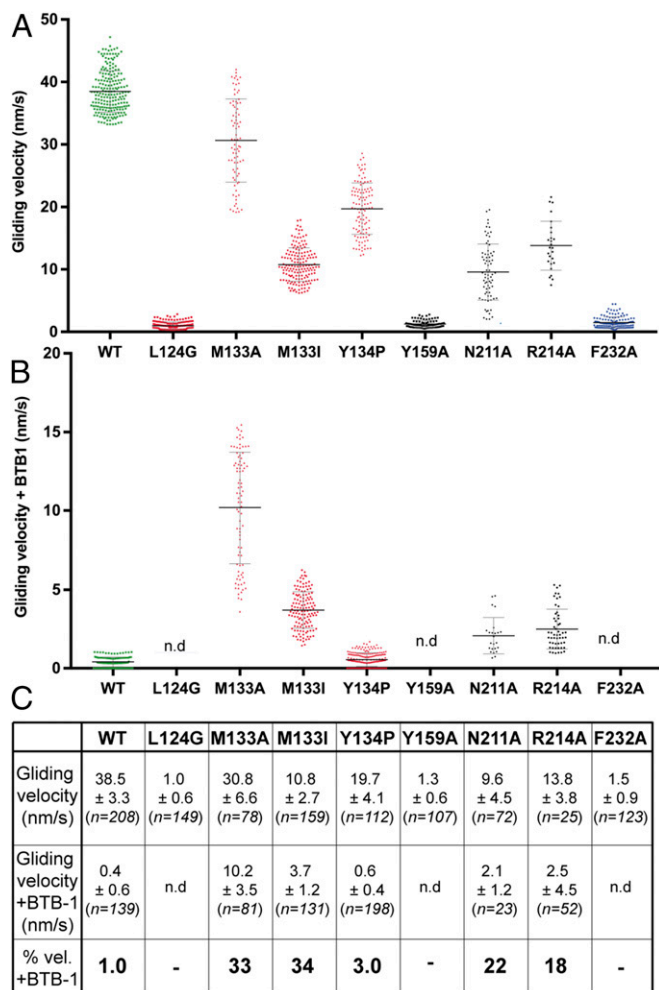 A
Gliding velocity (nm/s)
50
40
30
20
10
0
WT L124G M133A M133I Y134P Y159A N211A R214A F232A
B
Gliding velocity + BTB1 (nm/s)
20
15
10
5
0
n.d n.d n.d
WT L124G M133A M133I Y134P Y159A N211A R214A F232A
C
WT L124G M133A M133I Y134P Y159A N211A R214A F232A
Gliding velocity (nm/s) 38.5 ± 3.3 (n=208) 1.0 ± 0.6 (n=149) 30.8 ± 6.6 (n=78) 10.8 ± 2.7 (n=159) 19.7 ± 4.1 (n=112) 1.3 ± 0.6 (n=107) 9.6 ± 4.5 (n=72) 13.8 ± 3.8 (n=25) 1.5 ± 0.9 (n=123)
Gliding velocity +BTB-1 (nm/s) 0.4 ± 0.6 (n=139) n.d 10.2 ± 3.5 (n=81) 3.7 ± 1.2 (n=131) 0.6 ± 0.4 (n=198) n.d 2.1 ± 1.2 (n=23) 2.5 ± 4.5 (n=52) n.d
% vel. +BTB-1 1.0 - 33 34 3.0 - 22 18 -